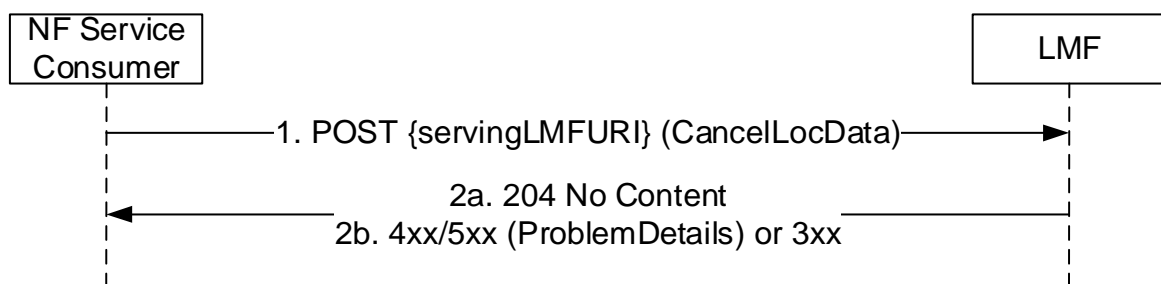 NF Service
Consumer
LMF
1. POST {servingLMFURI} (CancelLocData)
2a. 204 No Content
2b. 4xx/5xx (ProblemDetails) or 3xx